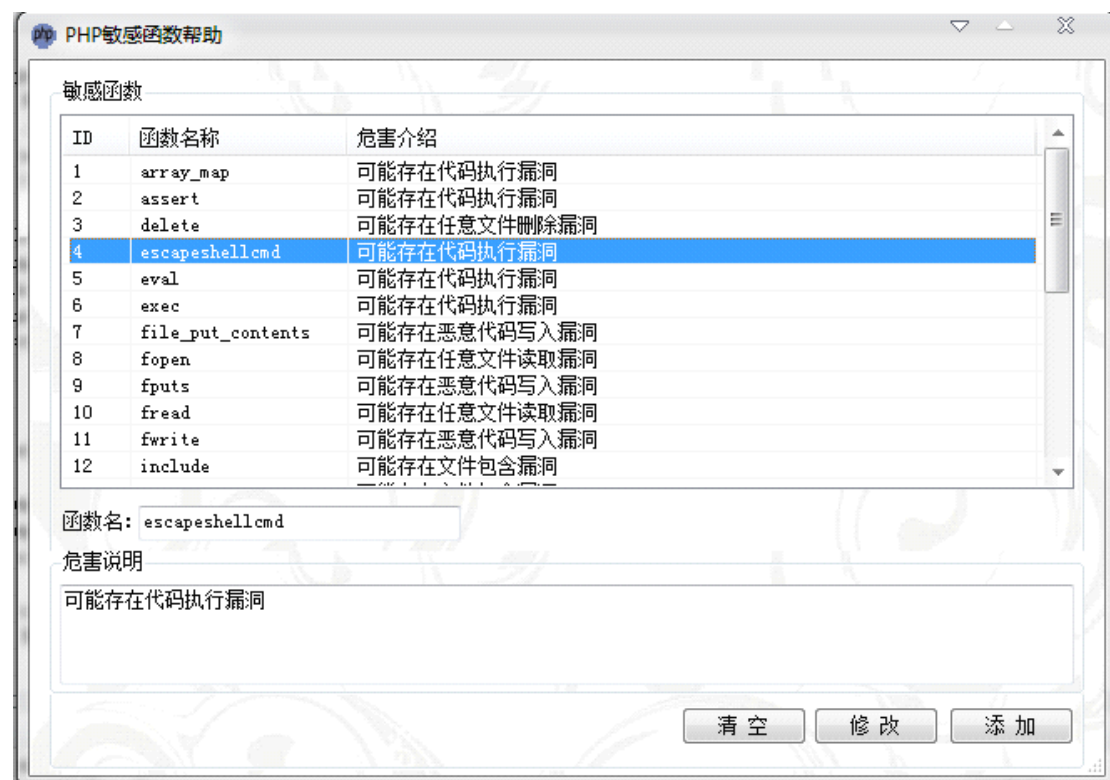 php PHP敏感函数帮助
敏感函数
ID 函数名称 危害介绍
1 array_map 可能存在代码执行漏洞
2 assert 可能存在代码执行漏洞
3 delete 可能存在任意文件删除漏洞
4 escapeshellcmd 可能存在代码执行漏洞
5 eval 可能存在代码执行漏洞
6 exec 可能存在代码执行漏洞
7 file_put_contents 可能存在恶意代码写入漏洞
8 fopen 可能存在任意文件读取漏洞
9 fputs 可能存在恶意代码写入漏洞
10 fread 可能存在任意文件读取漏洞
11 fwrite 可能存在恶意代码写入漏洞
12 include 可能存在文件包含漏洞
函数名: escapeshellcmd
危害说明
可能存在代码执行漏洞
清空 修改 添加